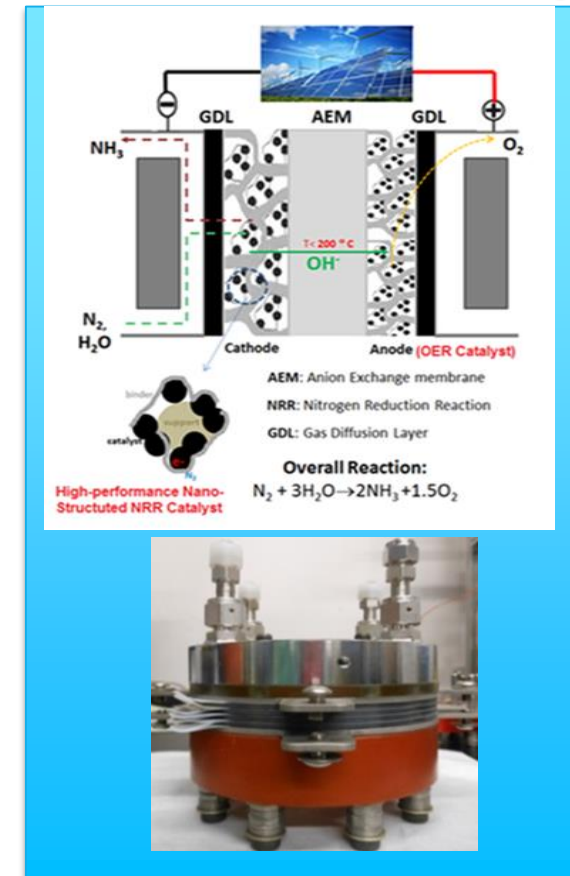 GDL AEM GDL
NH₃ O₂
T< 200 ° C
OH⁻
N₂,
H₂O
Cathode Anode (OER Catalyst)
AEM: Anion Exchange membrane
NRR: Nitrogen Reduction Reaction
GDL: Gas Diffusion Layer
binder
support
catalyst
N₂
High-performance Nano-
Structuted NRR Catalyst
Overall Reaction:
N₂ + 3H₂O→2NH₃ +1.5O₂